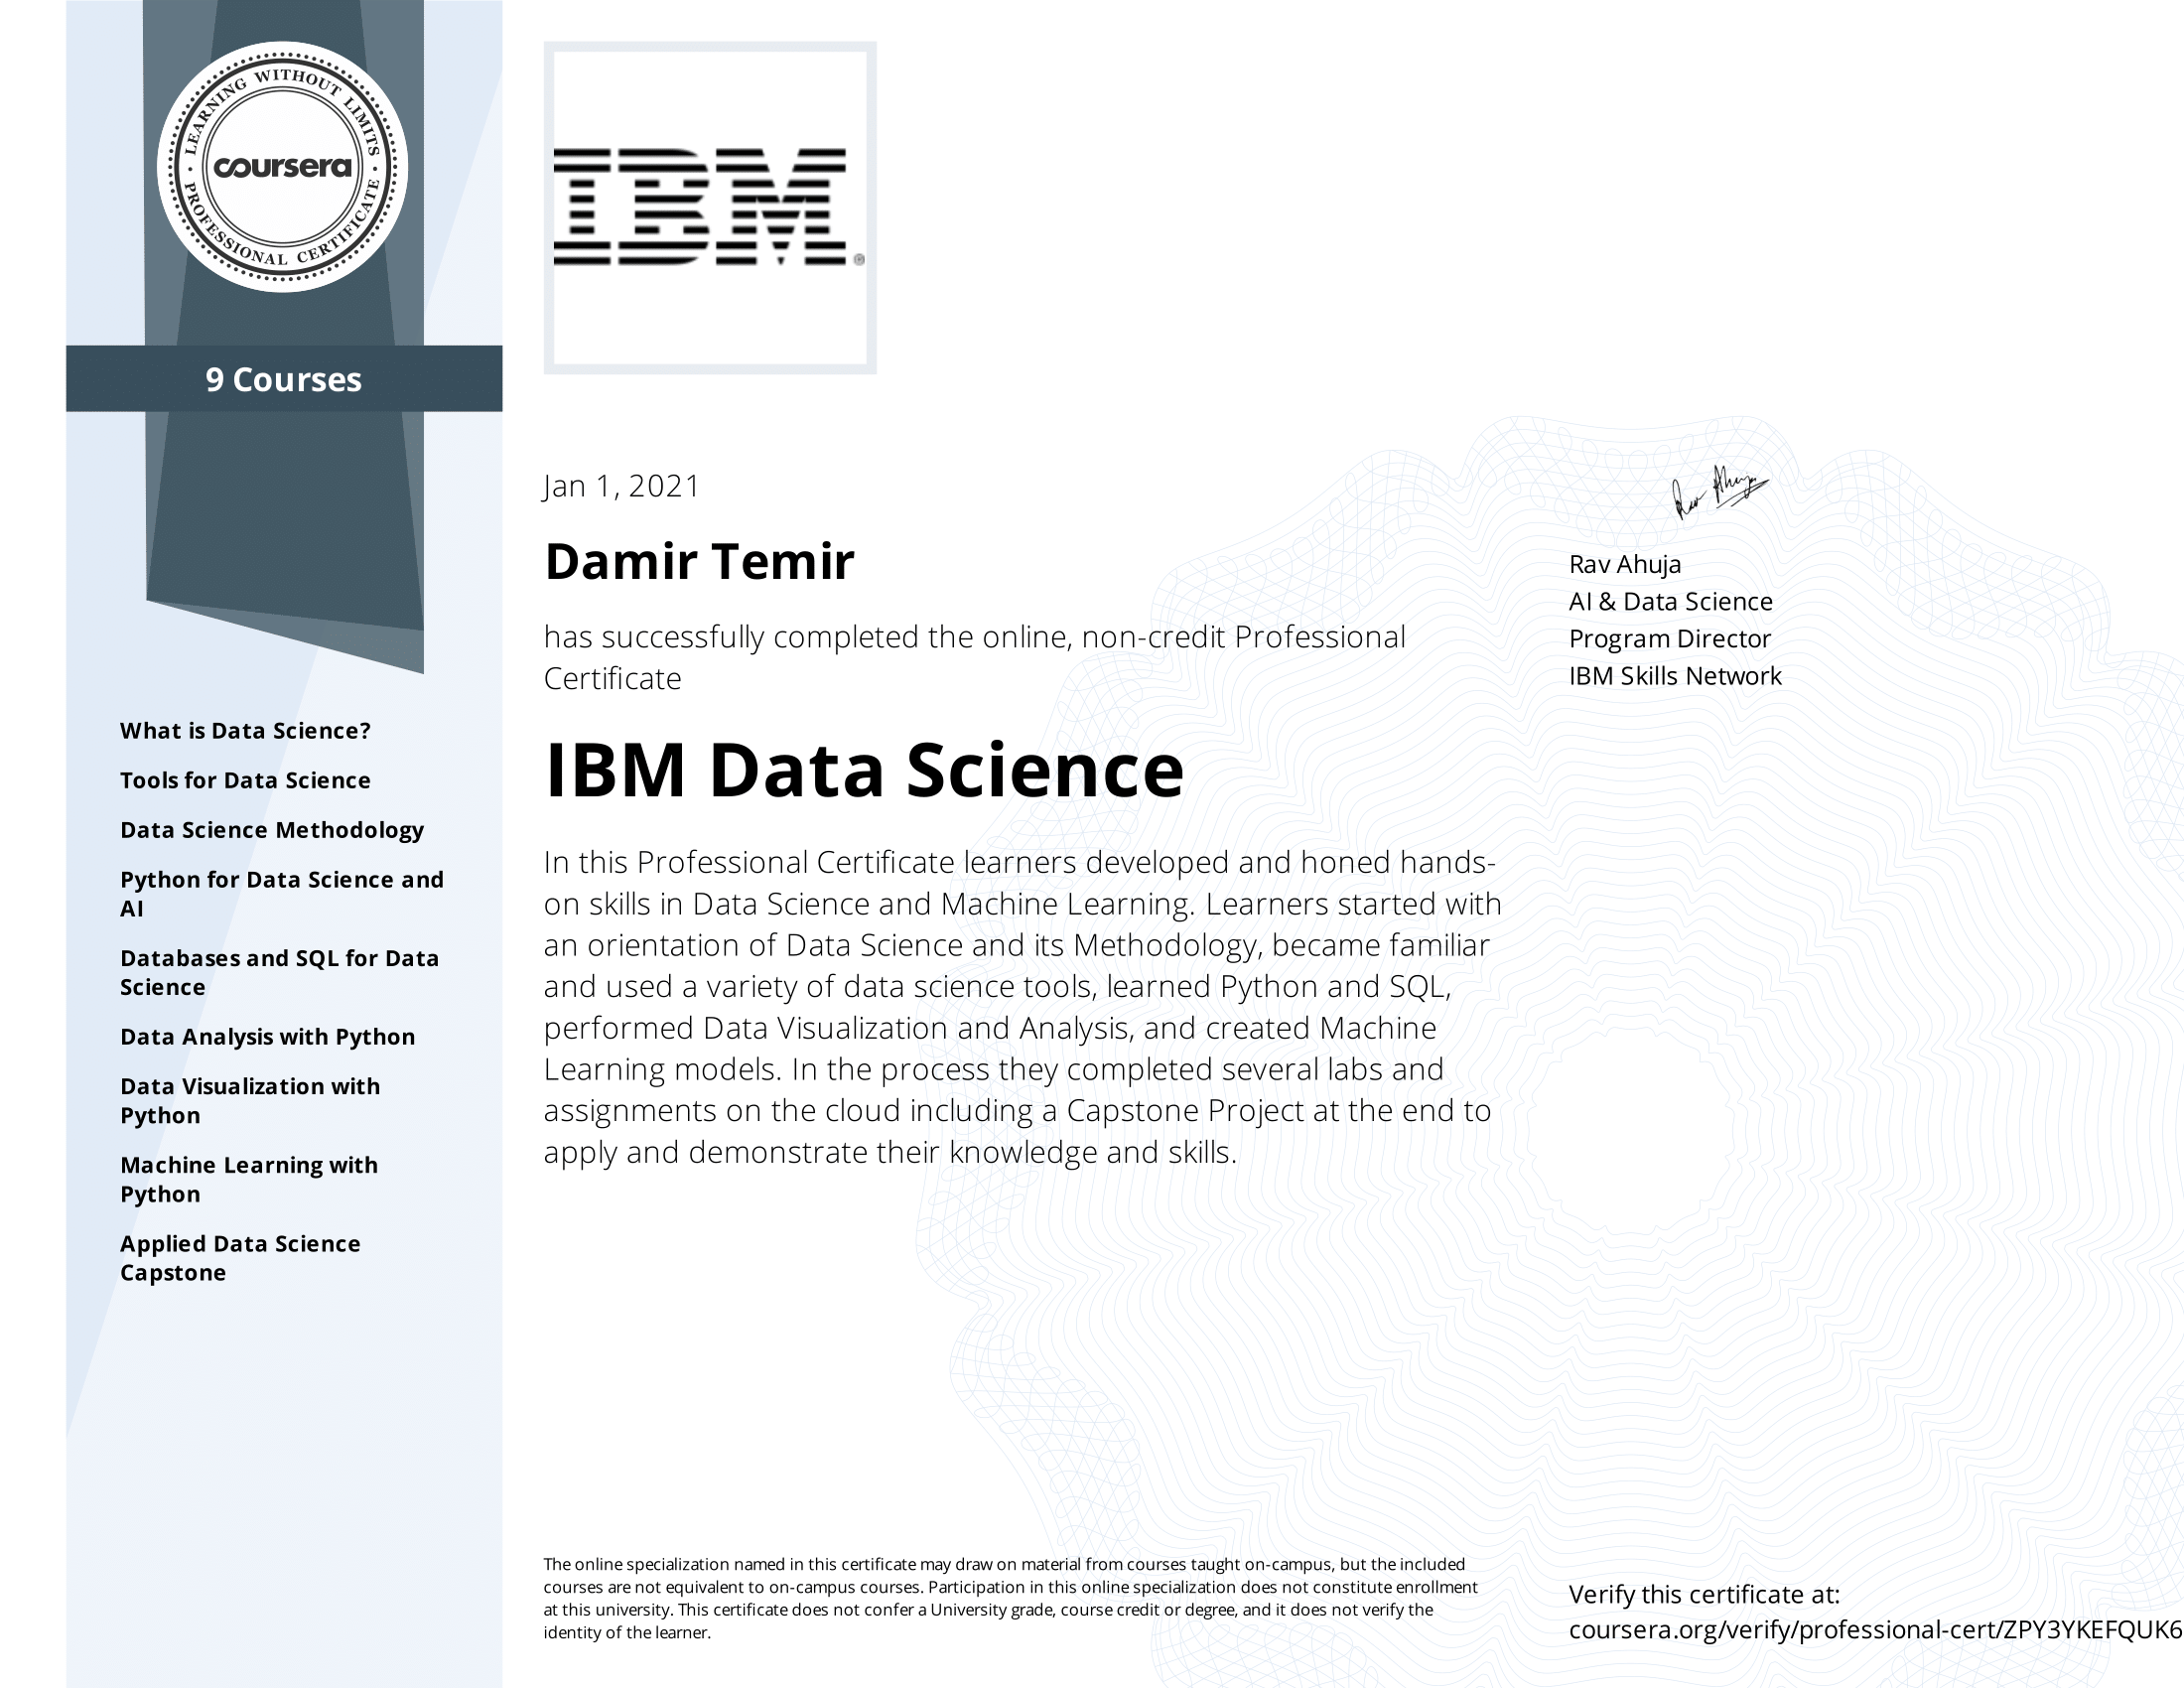 LEARNING WITHOUT LIMITS
coursera
PROFESSIONAL CERTIFICATE
9 Courses
What is Data Science?
Tools for Data Science
Data Science Methodology
Python for Data Science and
AI
Databases and SQL for Data
Science
Data Analysis with Python
Data Visualization with
Python
Machine Learning with
Python
Applied Data Science
Capstone
IBM®
Jan 1, 2021
Damir Temir
has successfully completed the online, non-credit Professional
Certificate
IBM Data Science
In this Professional Certificate learners developed and honed hands-
on skills in Data Science and Machine Learning. Learners started with
an orientation of Data Science and its Methodology, became familiar
and used a variety of data science tools, learned Python and SQL,
performed Data Visualization and Analysis, and created Machine
Learning models. In the process they completed several labs and
assignments on the cloud including a Capstone Project at the end to
apply and demonstrate their knowledge and skills.
The online specialization named in this certificate may draw on material from courses taught on-campus, but the included
courses are not equivalent to on-campus courses. Participation in this online specialization does not constitute enrollment
at this university. This certificate does not confer a University grade, course credit or degree, and it does not verify the
identity of the learner.
Rav Ahuja
Rav Ahuja
AI & Data Science
Program Director
IBM Skills Network
Verify this certificate at:
coursera.org/verify/professional-cert/ZPY3YKEFQUK6